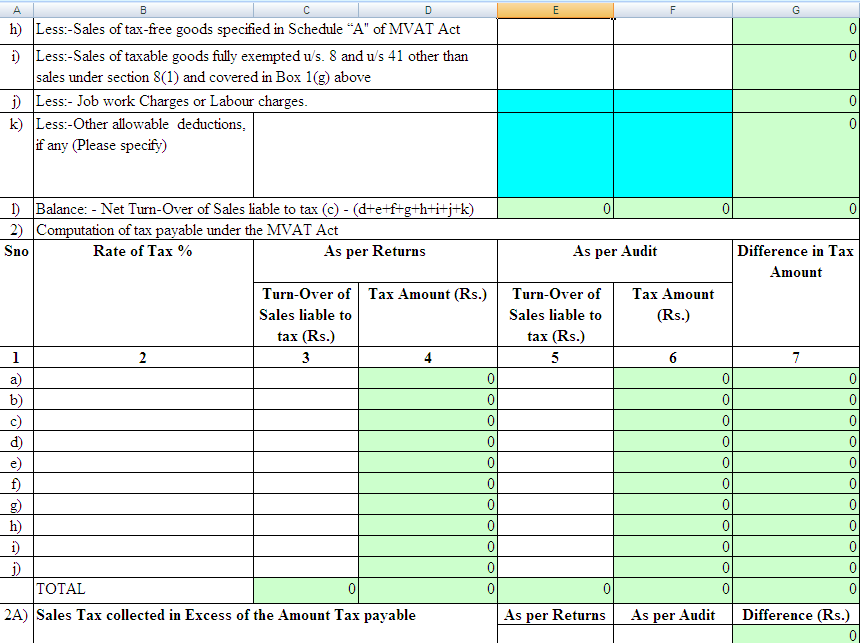 A B C D E F G
h) Less:-Sales of tax-free goods specified in Schedule “A" of MVAT Act 0
i) Less:-Sales of taxable goods fully exempted u/s. 8 and u/s 41 other than 0
sales under section 8(1) and covered in Box 1(g) above
j) Less:- Job work Charges or Labour charges. 0
k) Less:-Other allowable deductions, 0
if any (Please specify)
l) Balance: - Net Turn-Over of Sales liable to tax (c) - (d+e+f+g+h+i+j+k) 0 0 0
2) Computation of tax payable under the MVAT Act
Sno Rate of Tax % As per Returns As per Audit Difference in Tax
Amount
Turn-Over of Tax Amount (Rs.) Turn-Over of Tax Amount
Sales liable to Sales liable to (Rs.)
tax (Rs.) tax (Rs.)
1 2 3 4 5 6 7
a) 0 0 0
b) 0 0 0
c) 0 0 0
d) 0 0 0
e) 0 0 0
f) 0 0 0
g) 0 0 0
h) 0 0 0
i) 0 0 0
j) 0 0 0
TOTAL 0 0 0 0 0
2A) Sales Tax collected in Excess of the Amount Tax payable As per Returns As per Audit Difference (Rs.)
0